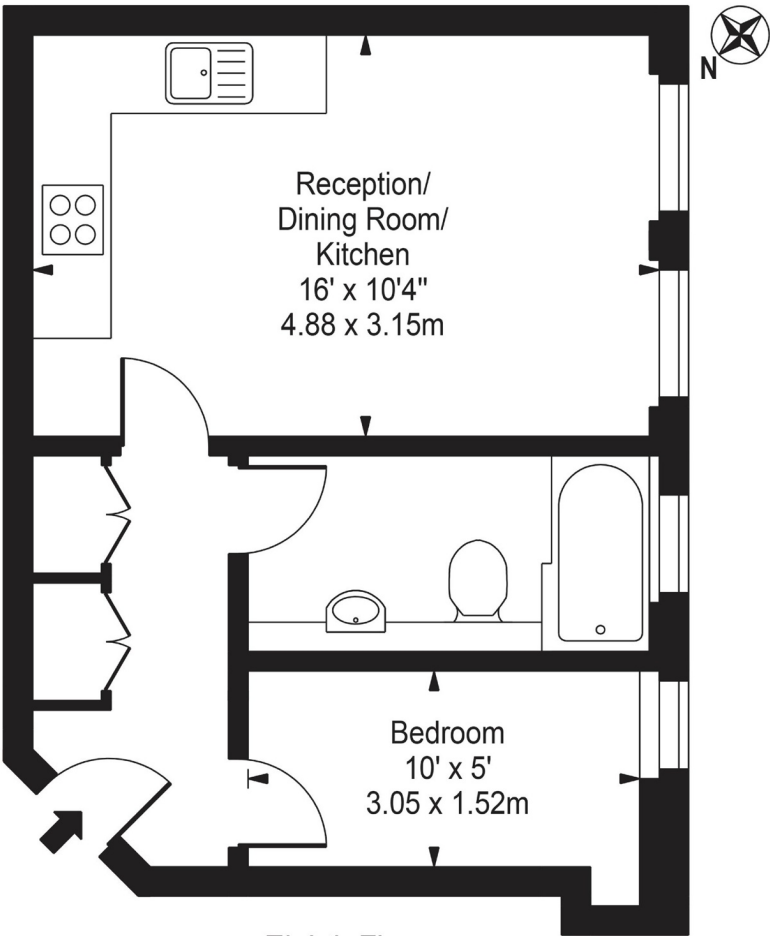 N
Reception/
Dining Room/
Kitchen
16' x 10'4"
4.88 x 3.15m
Bedroom
10' x 5'
3.05 x 1.52m